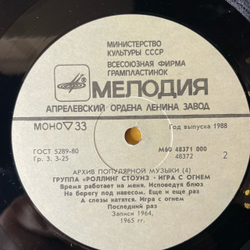 МИНИСТЕРСТВО
КУЛЬТУРЫ СССР
ВСЕСОЮЗНАЯ ФИРМА
ГРАМПЛАСТИНОК
МЕЛОДИЯ
АПРЕЛЕВСКИЙ ОРДЕНА ЛЕНИНА ЗАВОД
МОНО 33
Год выпуска 1988
ГОСТ 5289-80
Гр. 3. 3-25
М60 48371 000
48372
2
АРХИВ ПОПУЛЯРНОЙ МУЗЫКИ (4)
ГРУППА «РОЛЛИНГ СТОУНЗ - ИГРА С ОГНЕМ
Время работает на меня. Исповедуя блюз
На берегу под навесом. Еще и еще раз
А слезы катятся. Игра с огнем
Последний раз
Записи 1964,
1965 гг.